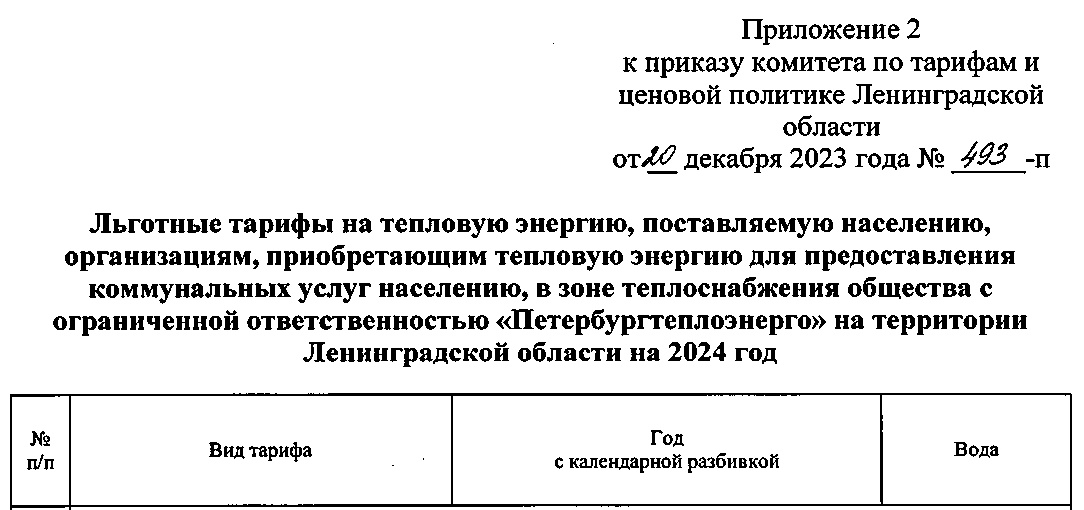 Приложение 2
к приказу комитета по тарифам и
ценовой политике Ленинградской
области
от 20 декабря 2023 года № 493-п
Льготные тарифы на тепловую энергию, поставляемую населению,
организациям, приобретающим тепловую энергию для предоставления
коммунальных услуг населению, в зоне теплоснабжения общества с
ограниченной ответственностью «Петербургтеплоэнерго» на территории
Ленинградской области на 2024 год
№
п/п
Вид тарифа
Год
с календарной разбивкой
Вода